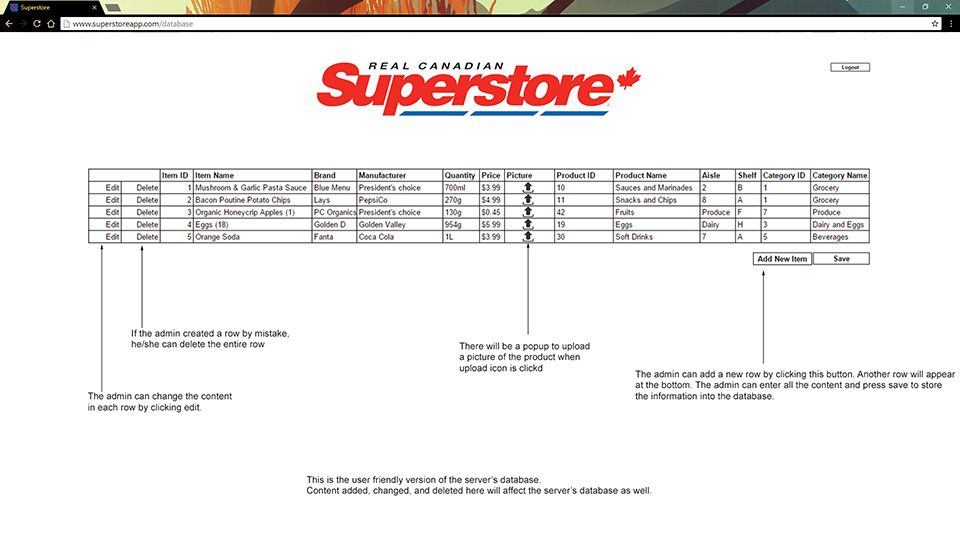 Superstore
www.superstoreapp.com/database
REAL CANADIAN
Superstore
Logout
Item ID Item Name Brand Manufacturer Quantity Price Picture Product ID Product Name Aisle Shelf Category ID Category Name
Edit Delete 1 Mushroom & Garlic Pasta Sauce Blue Menu President's choice 700ml $3.99 10 Sauces and Marinades 2 B 1 Grocery
Edit Delete 2 Bacon Poutine Potato Chips Lays PepsiCo 270g $4.99 11 Snacks and Chips 8 A 1 Grocery
Edit Delete 3 Organic Honeycrip Apples (1) PC Organics President's choice 130g $0.45 42 Fruits Produce F 7 Produce
Edit Delete 4 Eggs (18) Golden D Golden Valley 954g $5.99 19 Eggs Dairy H 3 Dairy and Eggs
Edit Delete 5 Orange Soda Fanta Coca Cola 1L $3.99 30 Soft Drinks 7 A 5 Beverages
Add New Item Save
If the admin created a row by mistake,
he/she can delete the entire row
There will be a popup to upload
a picture of the product when
upload icon is clickd
The admin can add a new row by clicking this button. Another row will appear
at the bottom. The admin can enter all the content and press save to store
the information into the database.
The admin can change the content
in each row by clicking edit.
This is the user friendly version of the server's database.
Content added, changed, and deleted here will affect the server's database as well.